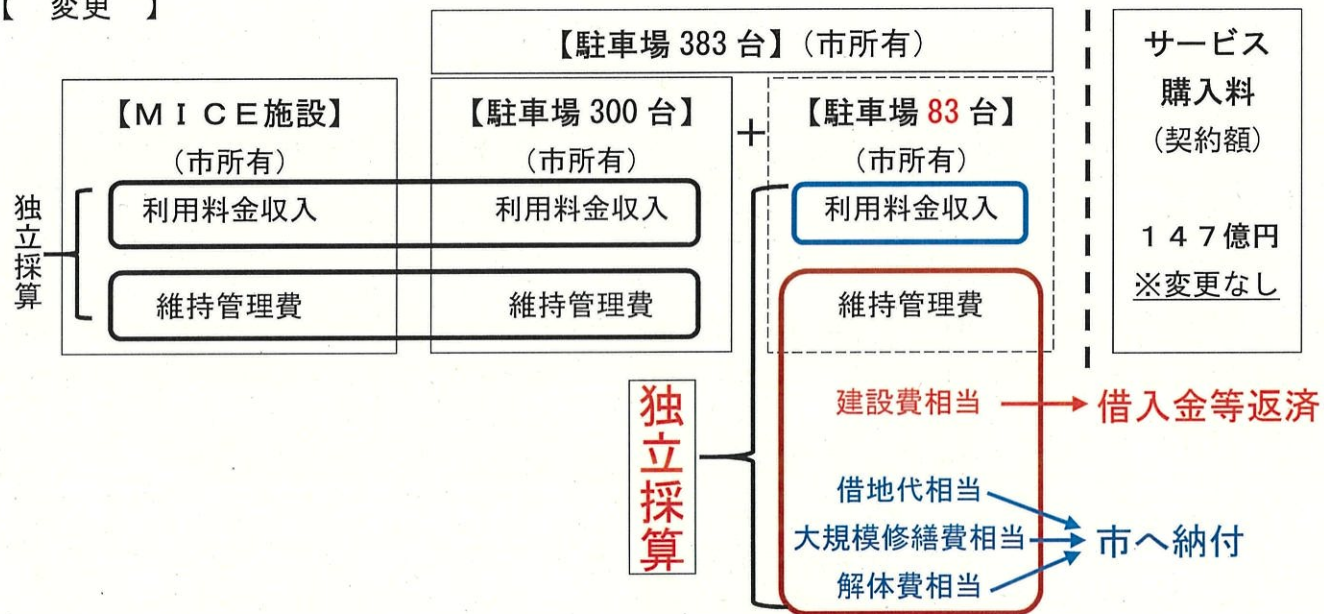 【 変更 】
【駐車場 383 台】（市所有）
【ＭＩＣＥ施設】
（市所有）
利用料金収入
維持管理費
【駐車場 300 台】
（市所有）
利用料金収入
維持管理費
＋
【駐車場 83 台】
（市所有）
利用料金収入
維持管理費
建設費相当
借入金等返済
借地代相当
大規模修繕費相当
解体費相当
市へ納付
独立採算
独立採算
サービス
購入料
（契約額）
１４７億円
※変更なし